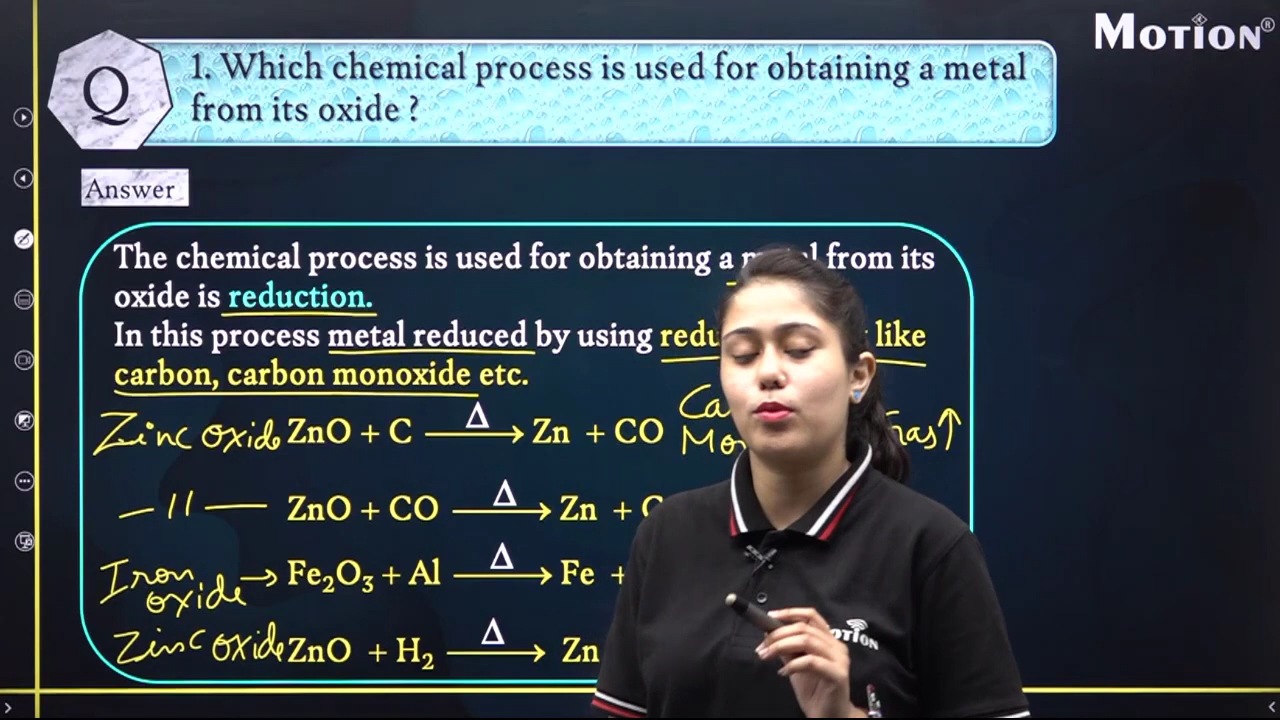 MOTION®
Q
1. Which chemical process is used for obtaining a metal
from its oxide ?
Answer
The chemical process is used for obtaining a from its
oxide is reduction.
In this process metal reduced by using like
carbon, carbon monoxide etc.
Zinc oxide ZnO + C Δ→ Zn + CO Gas↑
—〃— ZnO + CO Δ→ Zn +
Iron oxide → Fe₂O₃ + Al Δ→ Fe +
Zinc oxide ZnO + H₂ Δ→ Zn
MOTION